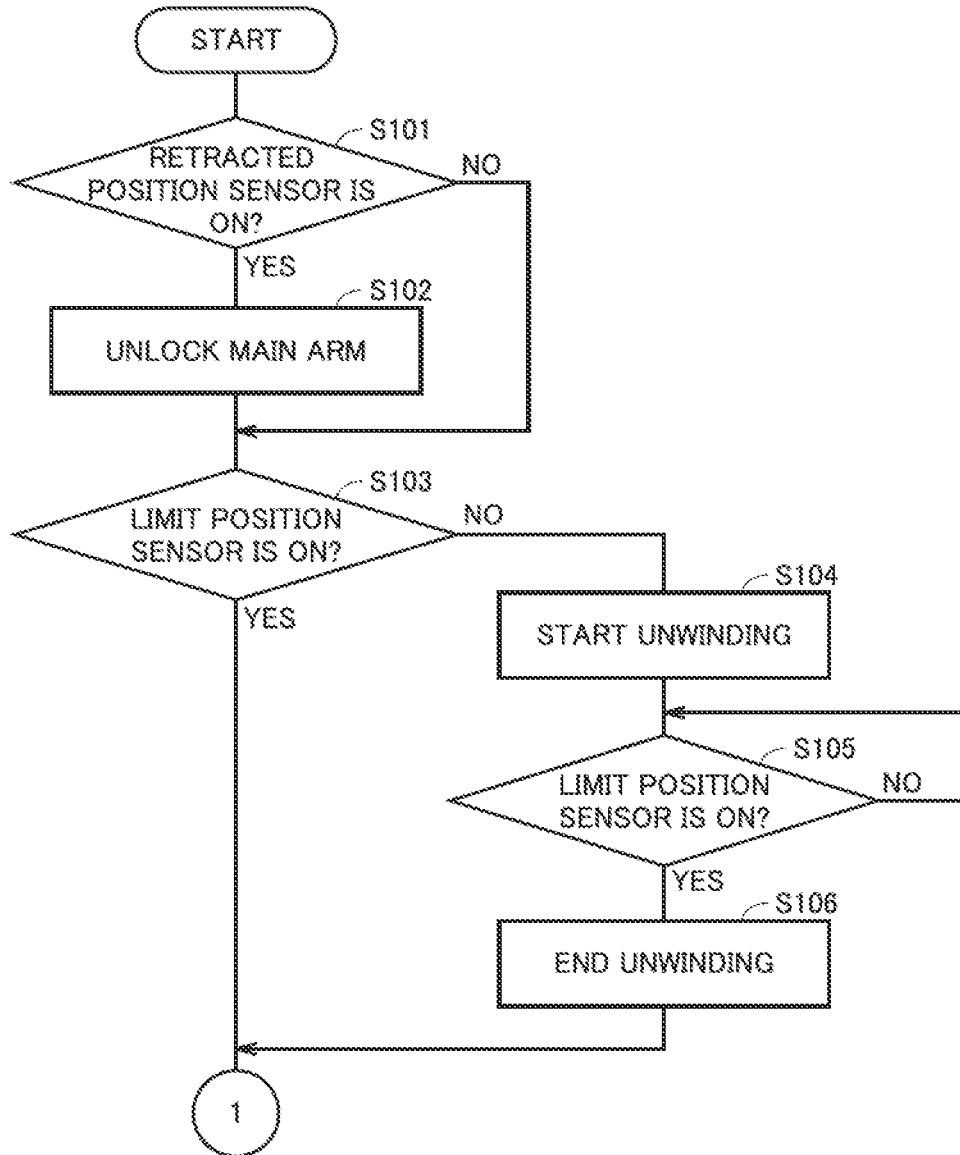 START
S101
RETRACTED
POSITION SENSOR IS
ON?
NO
YES
S102
UNLOCK MAIN ARM
S103
LIMIT POSITION
SENSOR IS ON?
NO
YES
S104
START UNWINDING
S105
LIMIT POSITION
SENSOR IS ON?
NO
YES
S106
END UNWINDING
1